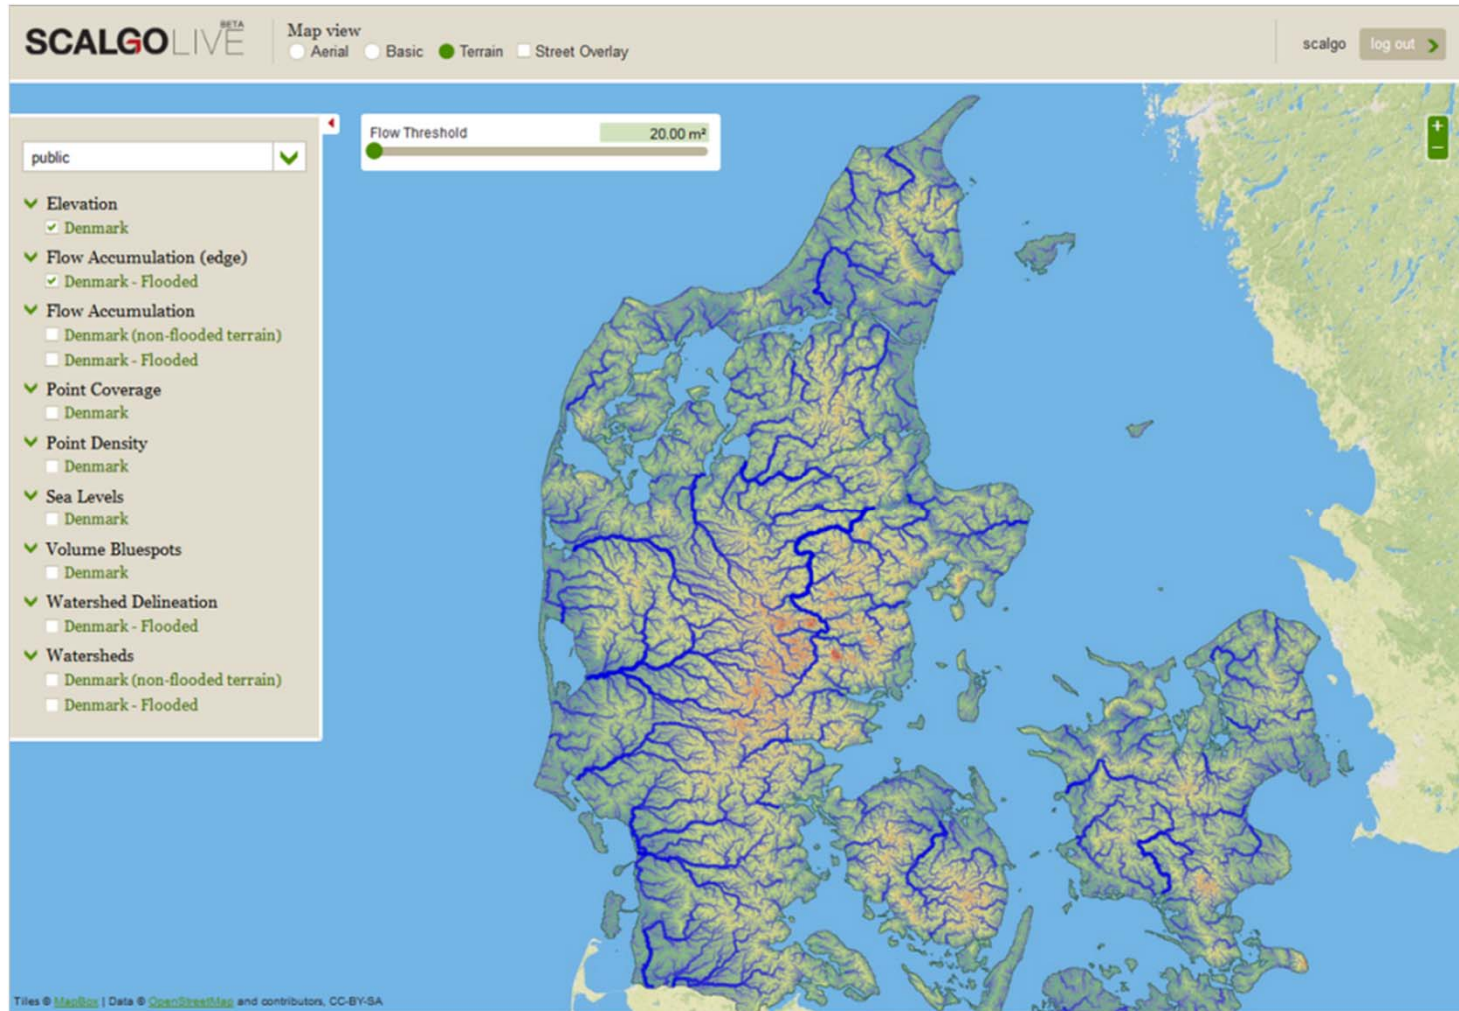 SCALGO LIVE BETA
Map view
Aerial Basic Terrain Street Overlay
scalgo log out
public
Flow Threshold 20.00 m²
+
−
Elevation
Denmark
Flow Accumulation (edge)
Denmark - Flooded
Flow Accumulation
Denmark (non-flooded terrain)
Denmark - Flooded
Point Coverage
Denmark
Point Density
Denmark
Sea Levels
Denmark
Volume Bluespots
Denmark
Watershed Delineation
Denmark - Flooded
Watersheds
Denmark (non-flooded terrain)
Denmark - Flooded
Tiles © MapBox | Data © OpenStreetMap and contributors, CC-BY-SA